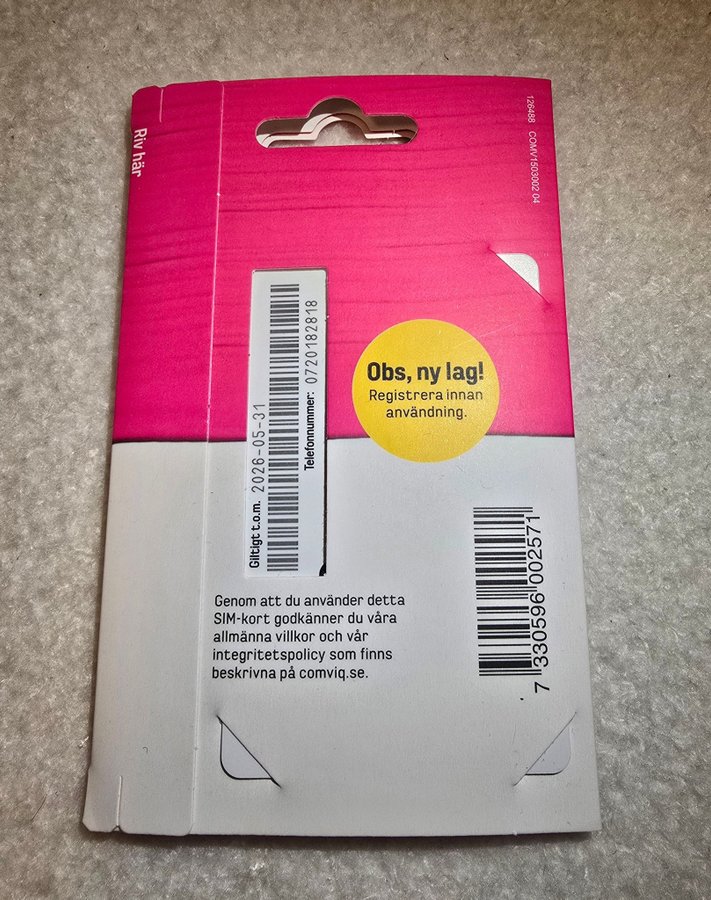 Riv här
126488 COMV1503002 04
Giltigt t.o.m. 2026-05-31
Telefonnummer: 0720182818
Obs, ny lag!
Registrera innan
användning.
Genom att du använder detta
SIM-kort godkänner du våra
allmänna villkor och vår
integritetspolicy som finns
beskrivna på comviq.se.
7 330596 002571